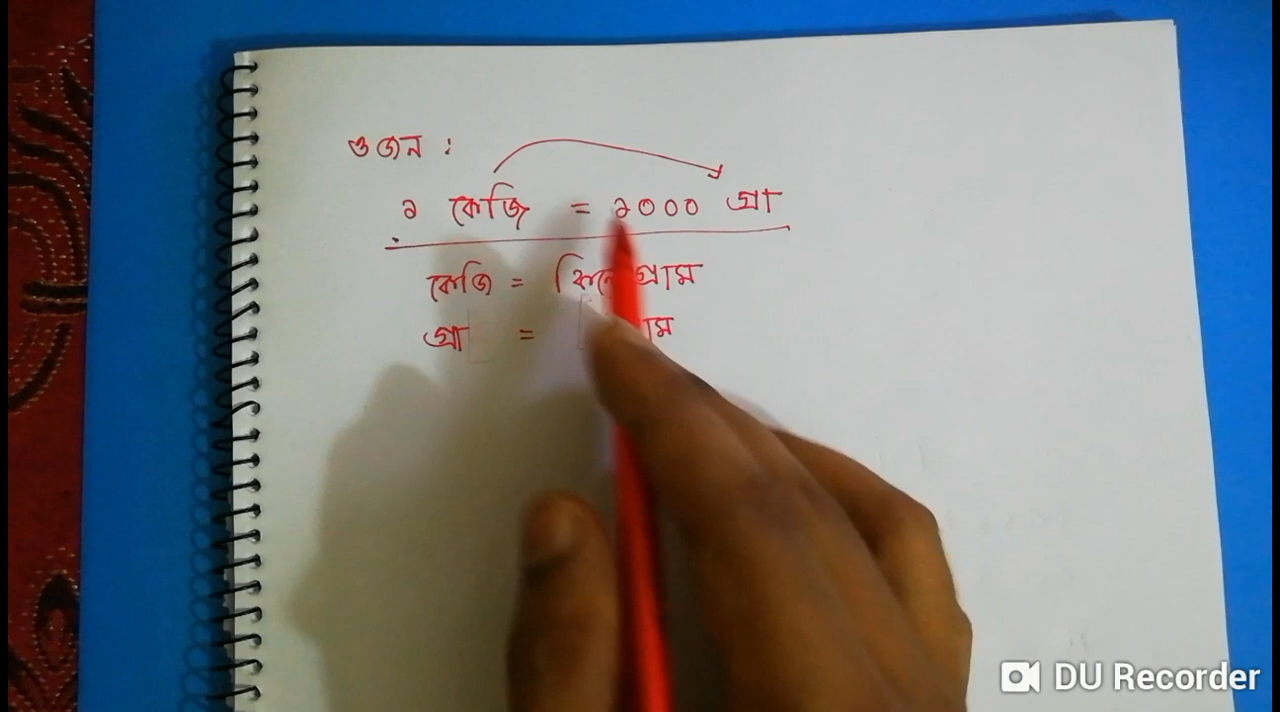 ওজন :
১ কেজি = ১০০০ গ্রা
কেজি = কিলোগ্রাম
গ্রা =
DU Recorder